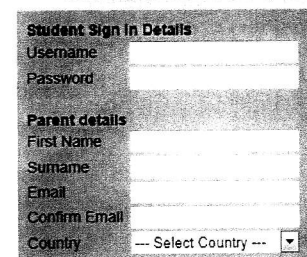 Student Sign In Details
Username
Password
Parent details
First Name
Surname
Email
Confirm Email
Country --- Select Country ---